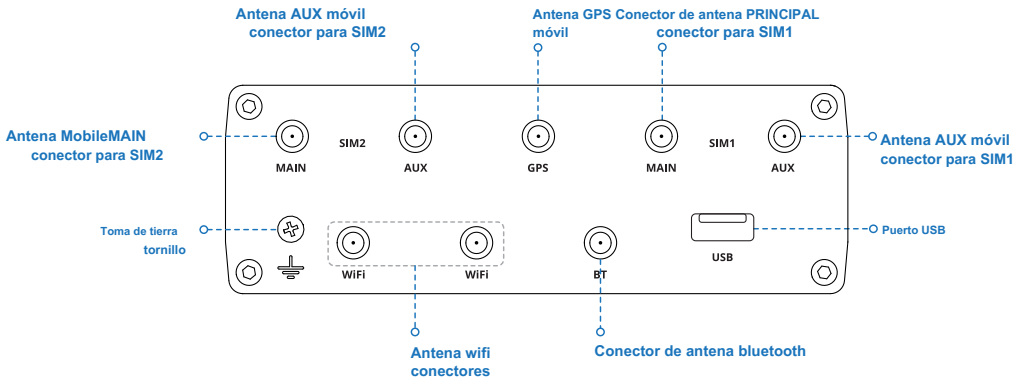 Antena AUX móvil
conector para SIM2
Antena GPS Conector de antena PRINCIPAL
móvil
conector para SIM1
Antena MobileMAIN
conector para SIM2
SIM2
SIM1
Antena AUX móvil
conector para SIM1
MAIN
AUX
GPS
MAIN
AUX
Toma de tierra
tornillo
Puerto USB
USB
WiFi
WiFi
BT
Antena wifi
conectores
Conector de antena bluetooth